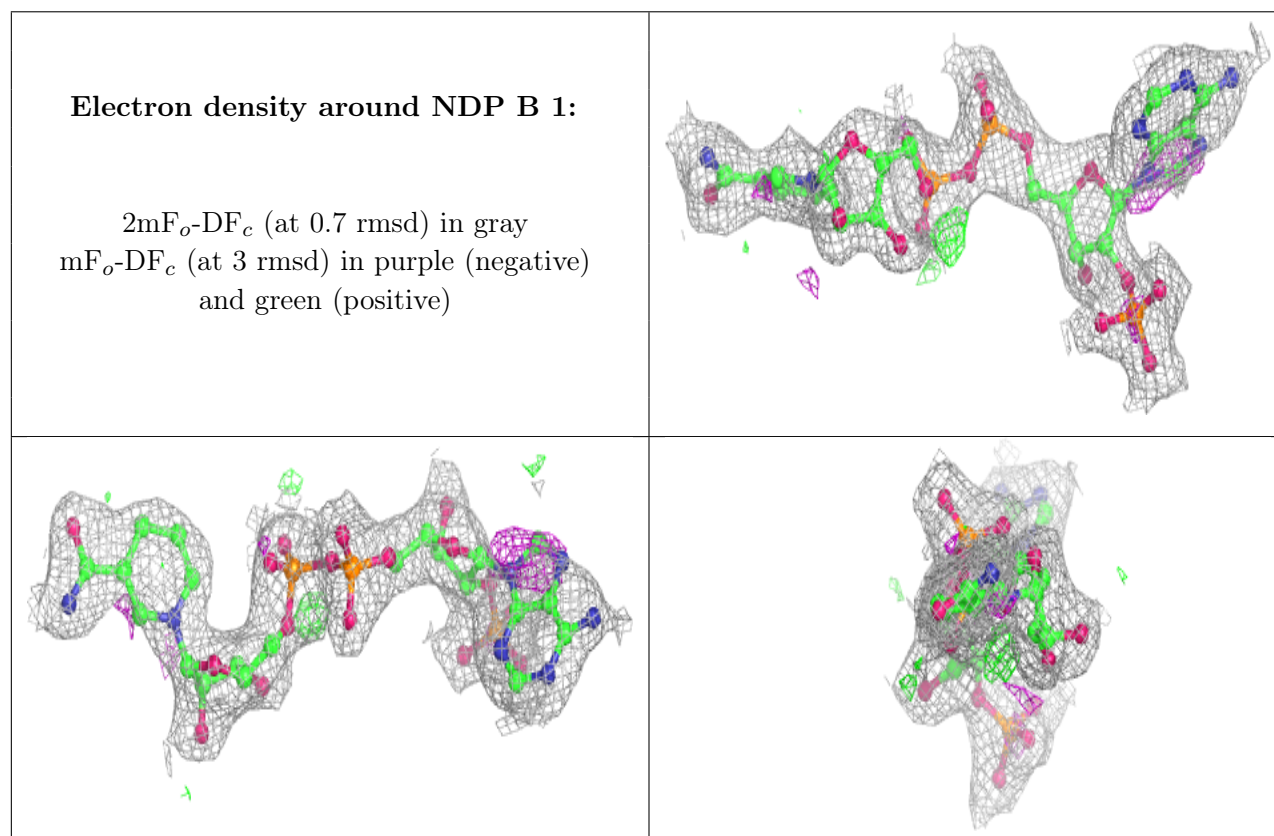 Electron density around NDP B 1:
2mFo-DFc (at 0.7 rmsd) in gray
mFo-DFc (at 3 rmsd) in purple (negative)
and green (positive)